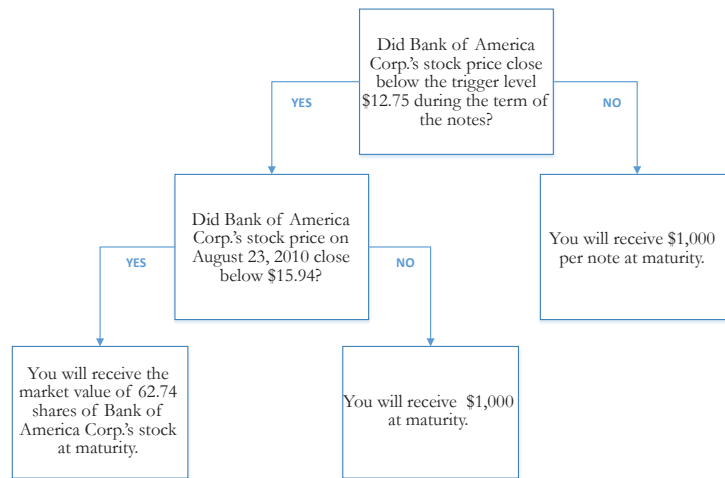 Did Bank of America
Corp.'s stock price close
below the trigger level
$12.75 during the term of
the notes?
YES
NO
Did Bank of America
Corp.'s stock price on
August 23, 2010 close
below $15.94?
You will receive $1,000
per note at maturity.
YES
NO
You will receive the
market value of 62.74
shares of Bank of
America Corp.'s stock
at maturity.
You will receive $1,000
at maturity.